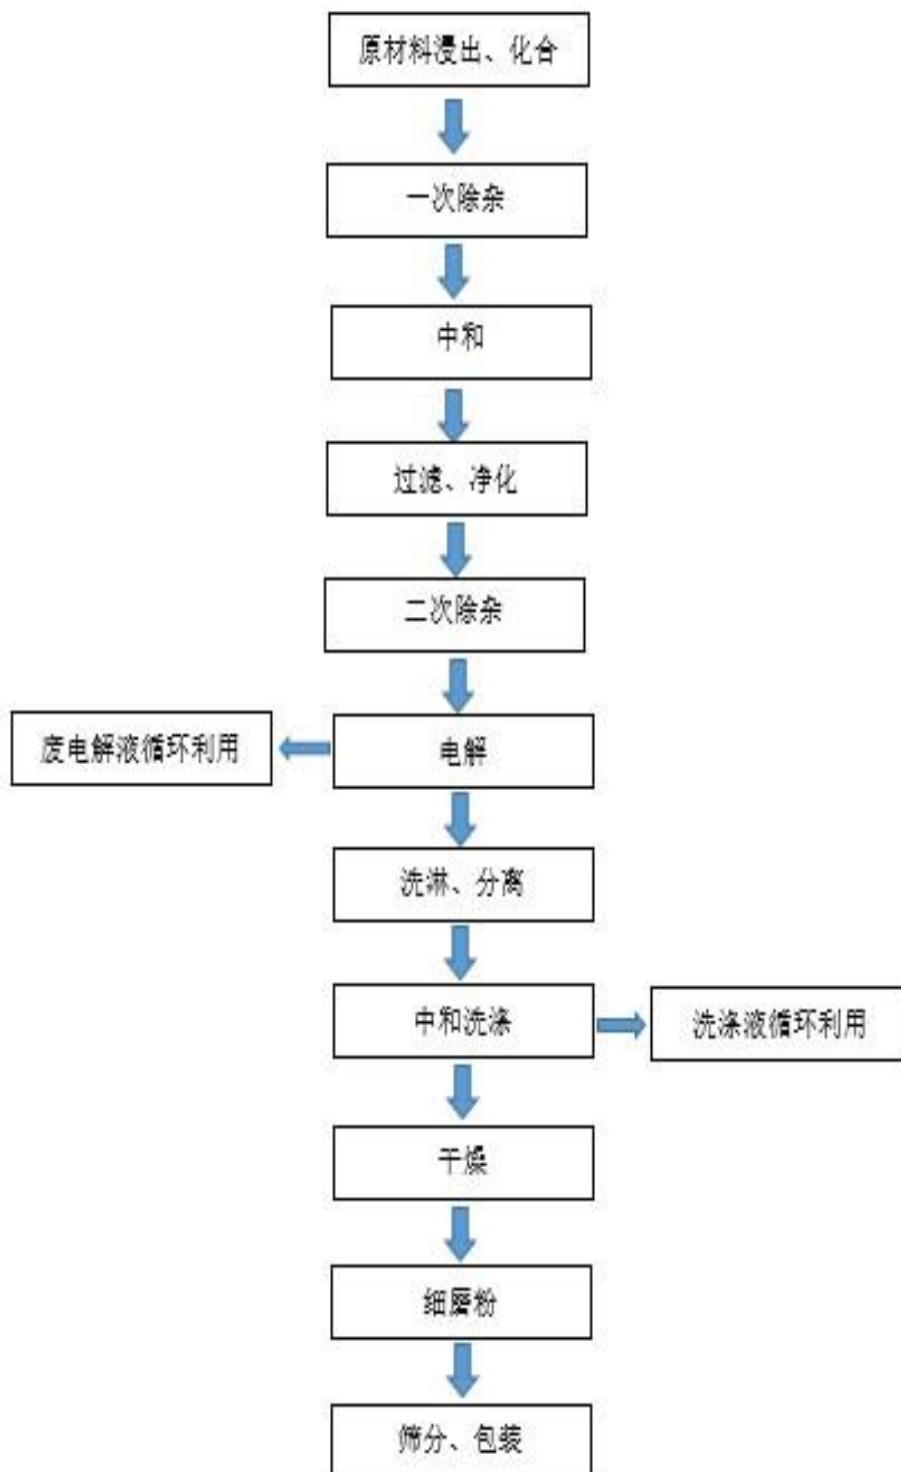 原材料浸出、化合
一次除杂
中和
过滤、净化
二次除杂
废电解液循环利用
电解
洗淋、分离
中和洗涤
洗涤液循环利用
干燥
细磨粉
筛分、包装